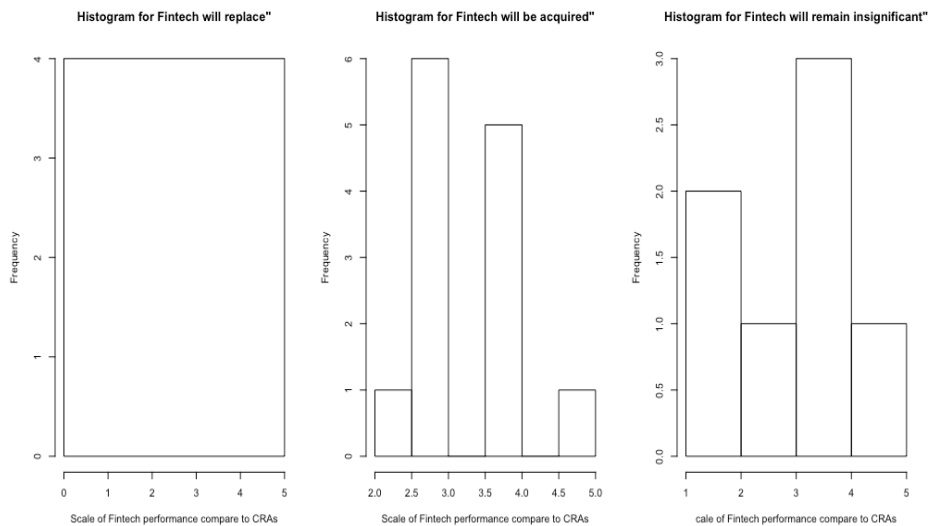 Histogram for Fintech will replace"
Frequency
0
1
2
3
4
0 1 2 3 4 5
Scale of Fintech performance compare to CRAs
Histogram for Fintech will be acquired"
Frequency
0
1
2
3
4
5
6
2.0 2.5 3.0 3.5 4.0 4.5 5.0
Scale of Fintech performance compare to CRAs
Histogram for Fintech will remain insignificant"
Frequency
0.0
0.5
1.0
1.5
2.0
2.5
3.0
1 2 3 4 5
cale of Fintech performance compare to CRAs